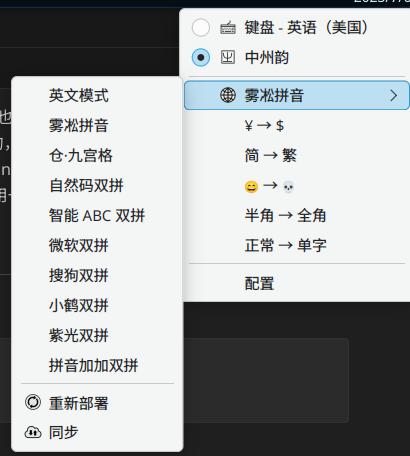 键盘 - 英语（美国）
中州韵
雾凇拼音
¥ → $
简 → 繁
😄 → 💀
半角 → 全角
正常 → 单字
配置
英文模式
雾凇拼音
仓·九宫格
自然码双拼
智能 ABC 双拼
微软双拼
搜狗双拼
小鹤双拼
紫光双拼
拼音加加双拼
重新部署
同步